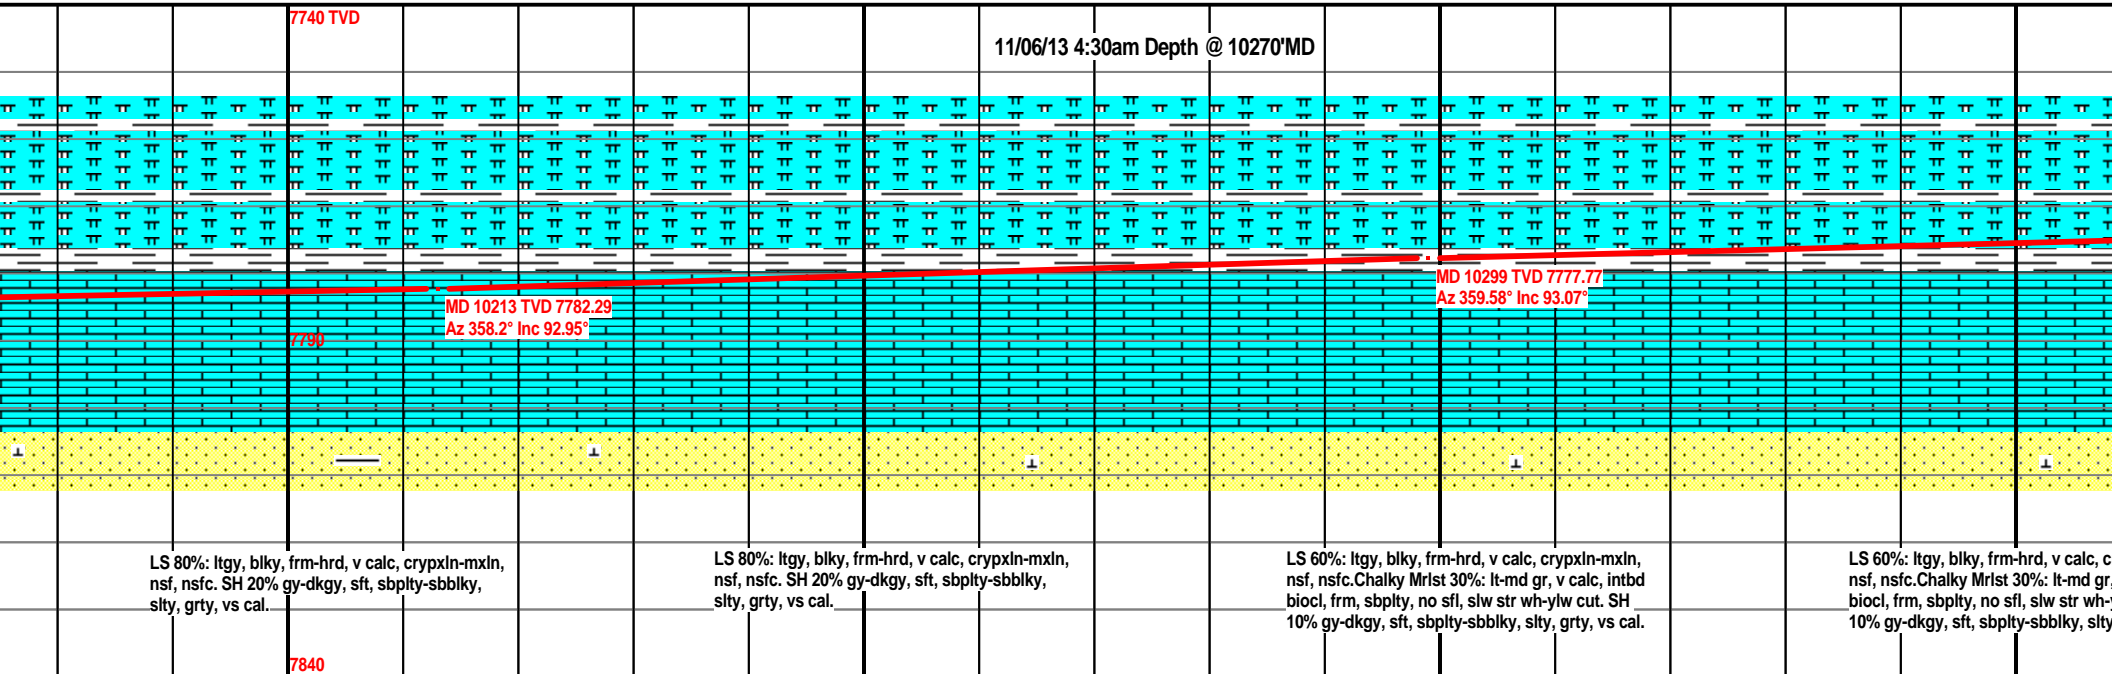 7740 TVD
11/06/13 4:30am Depth @ 10270'MD
MD 10213 TVD 7782.29
Az 358.2° Inc 92.95°
MD 10299 TVD 7777.77
Az 359.58° Inc 93.07°
7790
LS 80%: ltgy, blky, frm-hrd, v calc, crypxln-mxln,
nsf, nsfc. SH 20% gy-dkgy, sft, sbplty-sbblky,
slty, grty, vs cal.
LS 80%: ltgy, blky, frm-hrd, v calc, crypxln-mxln,
nsf, nsfc. SH 20% gy-dkgy, sft, sbplty-sbblky,
slty, grty, vs cal.
LS 60%: ltgy, blky, frm-hrd, v calc, crypxln-mxln,
nsf, nsfc.Chalky Mrlst 30%: lt-md gr, v calc, intbd
biocl, frm, sbplty, no sfl, slw str wh-ylw cut. SH
10% gy-dkgy, sft, sbplty-sbblky, slty, grty, vs cal.
LS 60%: ltgy, blky, frm-hrd, v calc, c
nsf, nsfc.Chalky Mrlst 30%: lt-md gr,
biocl, frm, sbplty, no sfl, slw str wh-y
10% gy-dkgy, sft, sbplty-sbblky, slty
7840